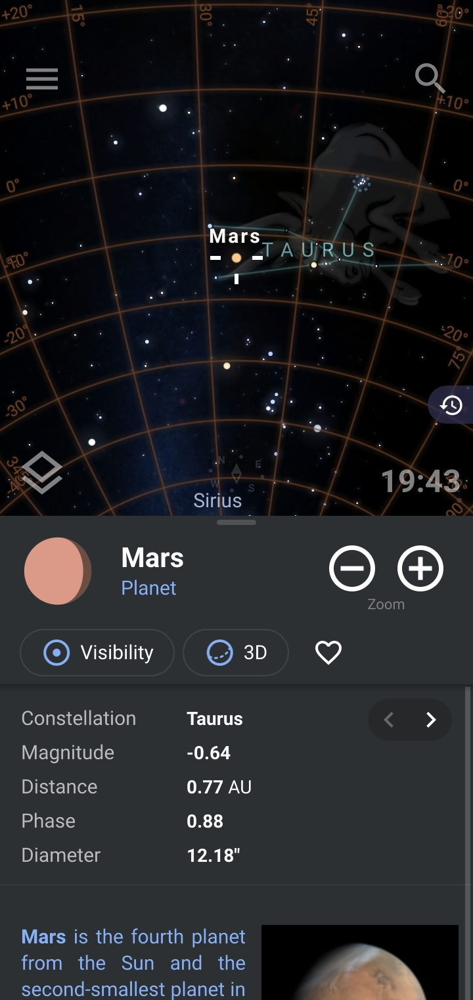 +20°
15°
30°
45°
60°
+10°
+10°
0°
0°
Mars
TAURUS
-10°
-10°
-20°
-20°
75°
-30°
N
E
W
S
19:43
Sirius
90°
Mars
Planet
Zoom
Visibility
3D
Constellation Taurus
Magnitude -0.64
Distance 0.77 AU
Phase 0.88
Diameter 12.18"
Mars is the fourth planet
from the Sun and the
second-smallest planet in